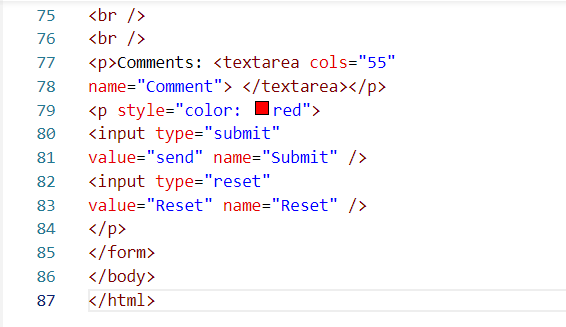 75 <br />
76 <br />
77 <p>Comments: <textarea cols="55"
78 name="Comment"> </textarea></p>
79 <p style="color: red">
80 <input type="submit"
81 value="send" name="Submit" />
82 <input type="reset"
83 value="Reset" name="Reset" />
84 </p>
85 </form>
86 </body>
87 </html>